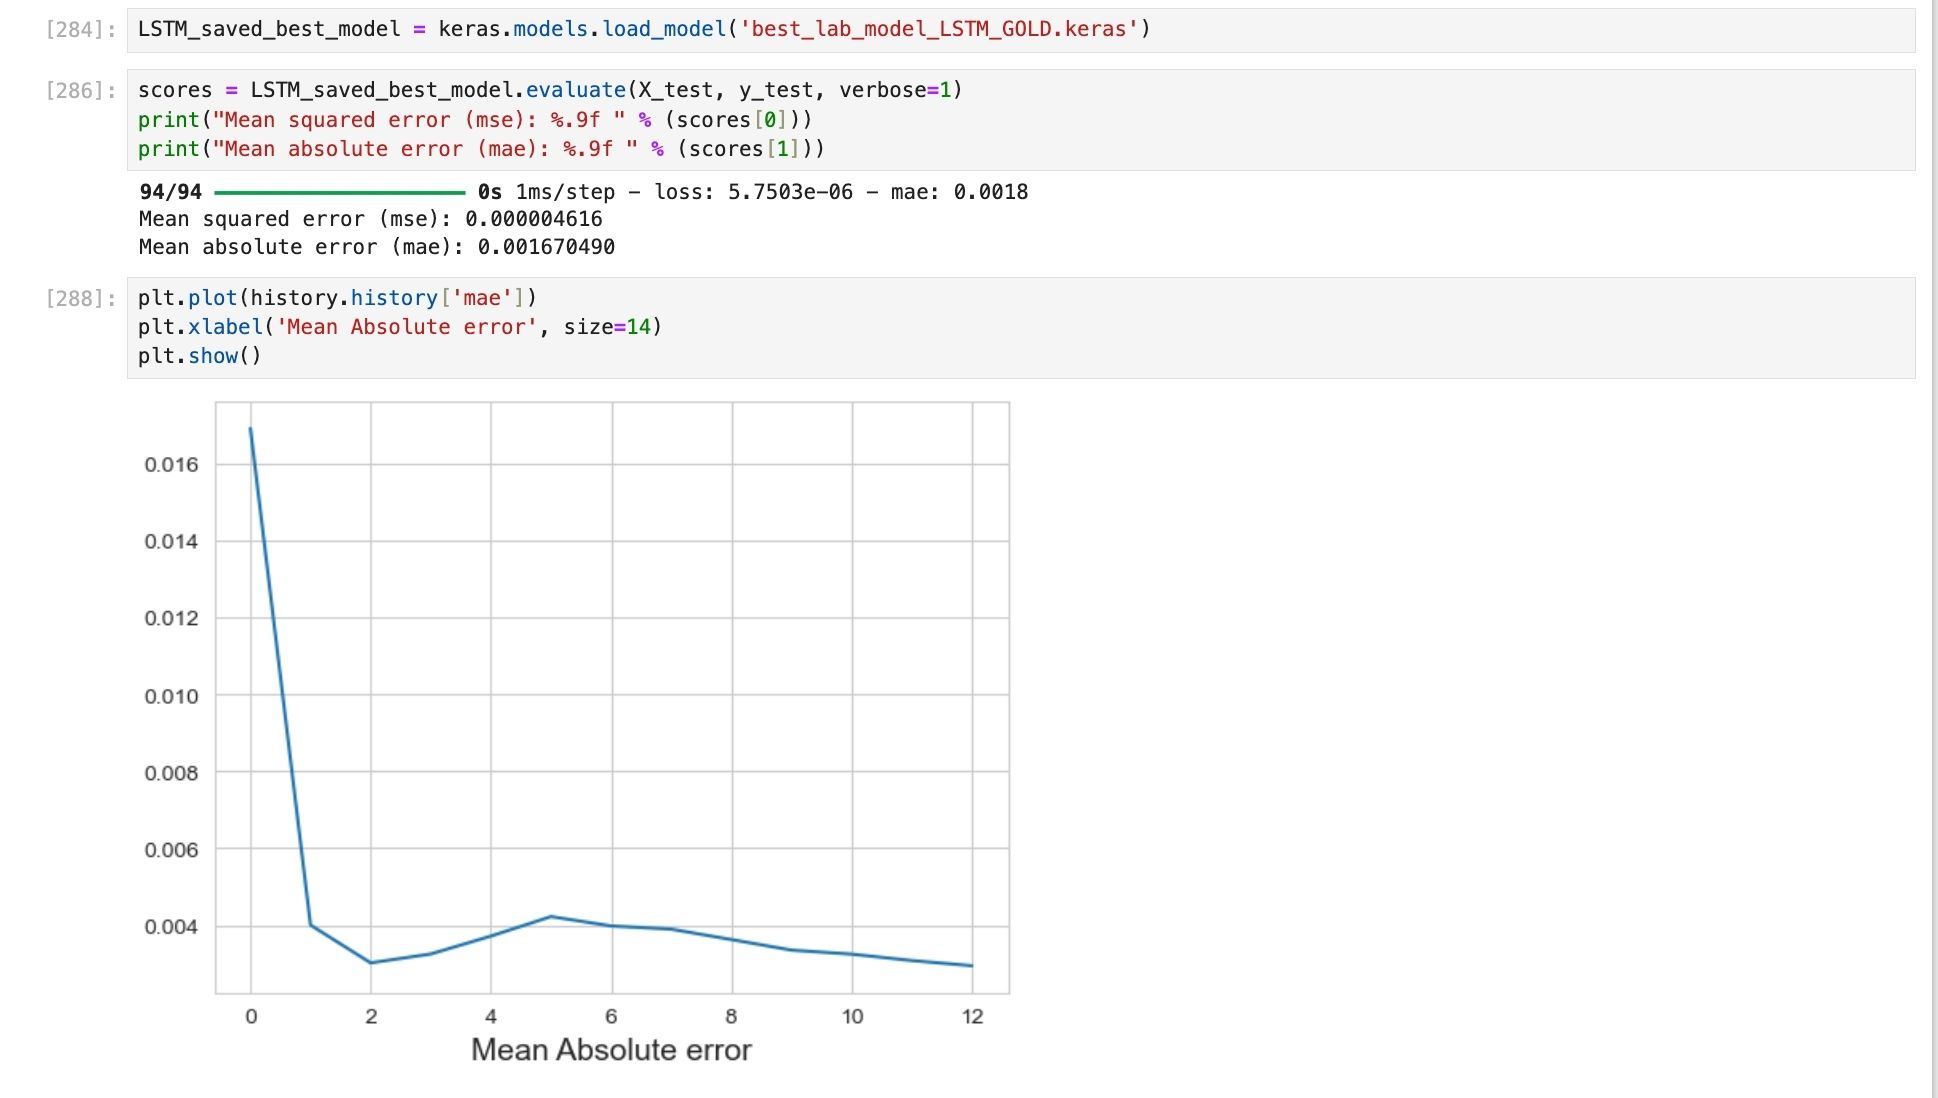 [284]: LSTM_saved_best_model = keras.models.load_model('best_lab_model_LSTM_GOLD.keras')
[286]: scores = LSTM_saved_best_model.evaluate(X_test, y_test, verbose=1)
print("Mean squared error (mse): %.9f " % (scores[0]))
print("Mean absolute error (mae): %.9f " % (scores[1]))
94/94 0s 1ms/step – loss: 5.7503e–06 – mae: 0.0018
Mean squared error (mse): 0.000004616
Mean absolute error (mae): 0.001670490
[288]: plt.plot(history.history['mae'])
plt.xlabel('Mean Absolute error', size=14)
plt.show()
0.016
0.014
0.012
0.010
0.008
0.006
0.004
0 2 4 6 8 10 12
Mean Absolute error